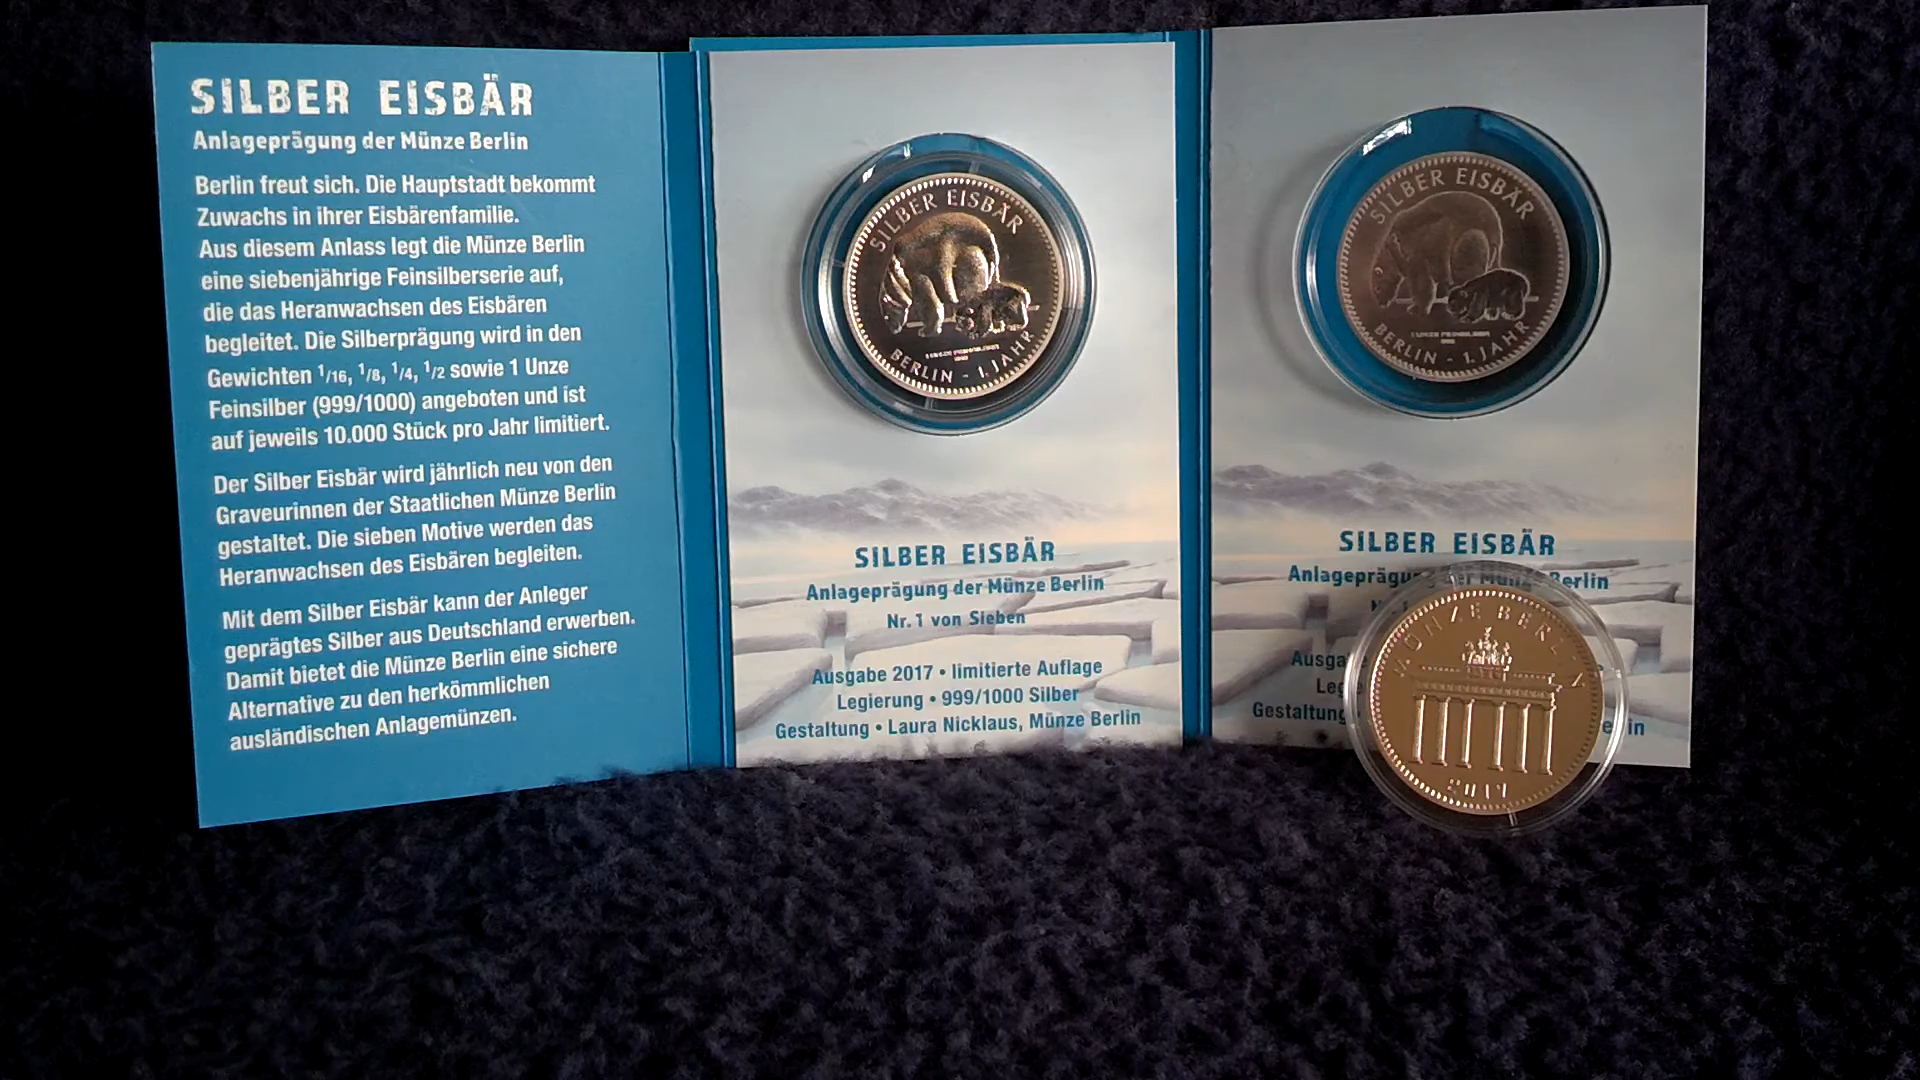 SILBER EISBÄR
Anlageprägung der Münze Berlin
Berlin freut sich. Die Hauptstadt bekommt
Zuwachs in ihrer Eisbärenfamilie.
Aus diesem Anlass legt die Münze Berlin
eine siebenjährige Feinsilberserie auf,
die das Heranwachsen des Eisbären
begleitet. Die Silberprägung wird in den
Gewichten 1/16, 1/8, 1/4, 1/2 sowie 1 Unze
Feinsilber (999/1000) angeboten und ist
auf jeweils 10.000 Stück pro Jahr limitiert.
Der Silber Eisbär wird jährlich neu von den
Graveurinnen der Staatlichen Münze Berlin
gestaltet. Die sieben Motive werden das
Heranwachsen des Eisbären begleiten.
Mit dem Silber Eisbär kann der Anleger
geprägtes Silber aus Deutschland erwerben.
Damit bietet die Münze Berlin eine sichere
Alternative zu den herkömmlichen
ausländischen Anlagemünzen.
SILBER EISBÄR
BERLIN - 1. JAHR
SILBER EISBÄR
Anlageprägung der Münze Berlin
Nr. 1 von Sieben
Ausgabe 2017 • limitierte Auflage
Legierung • 999/1000 Silber
Gestaltung • Laura Nicklaus, Münze Berlin
SILBER EISBÄR
BERLIN - 1. JAHR
SILBER EISBÄR
Anlageprägung der Münze Berlin
Gestaltung
MÜNZE BERLIN
2017